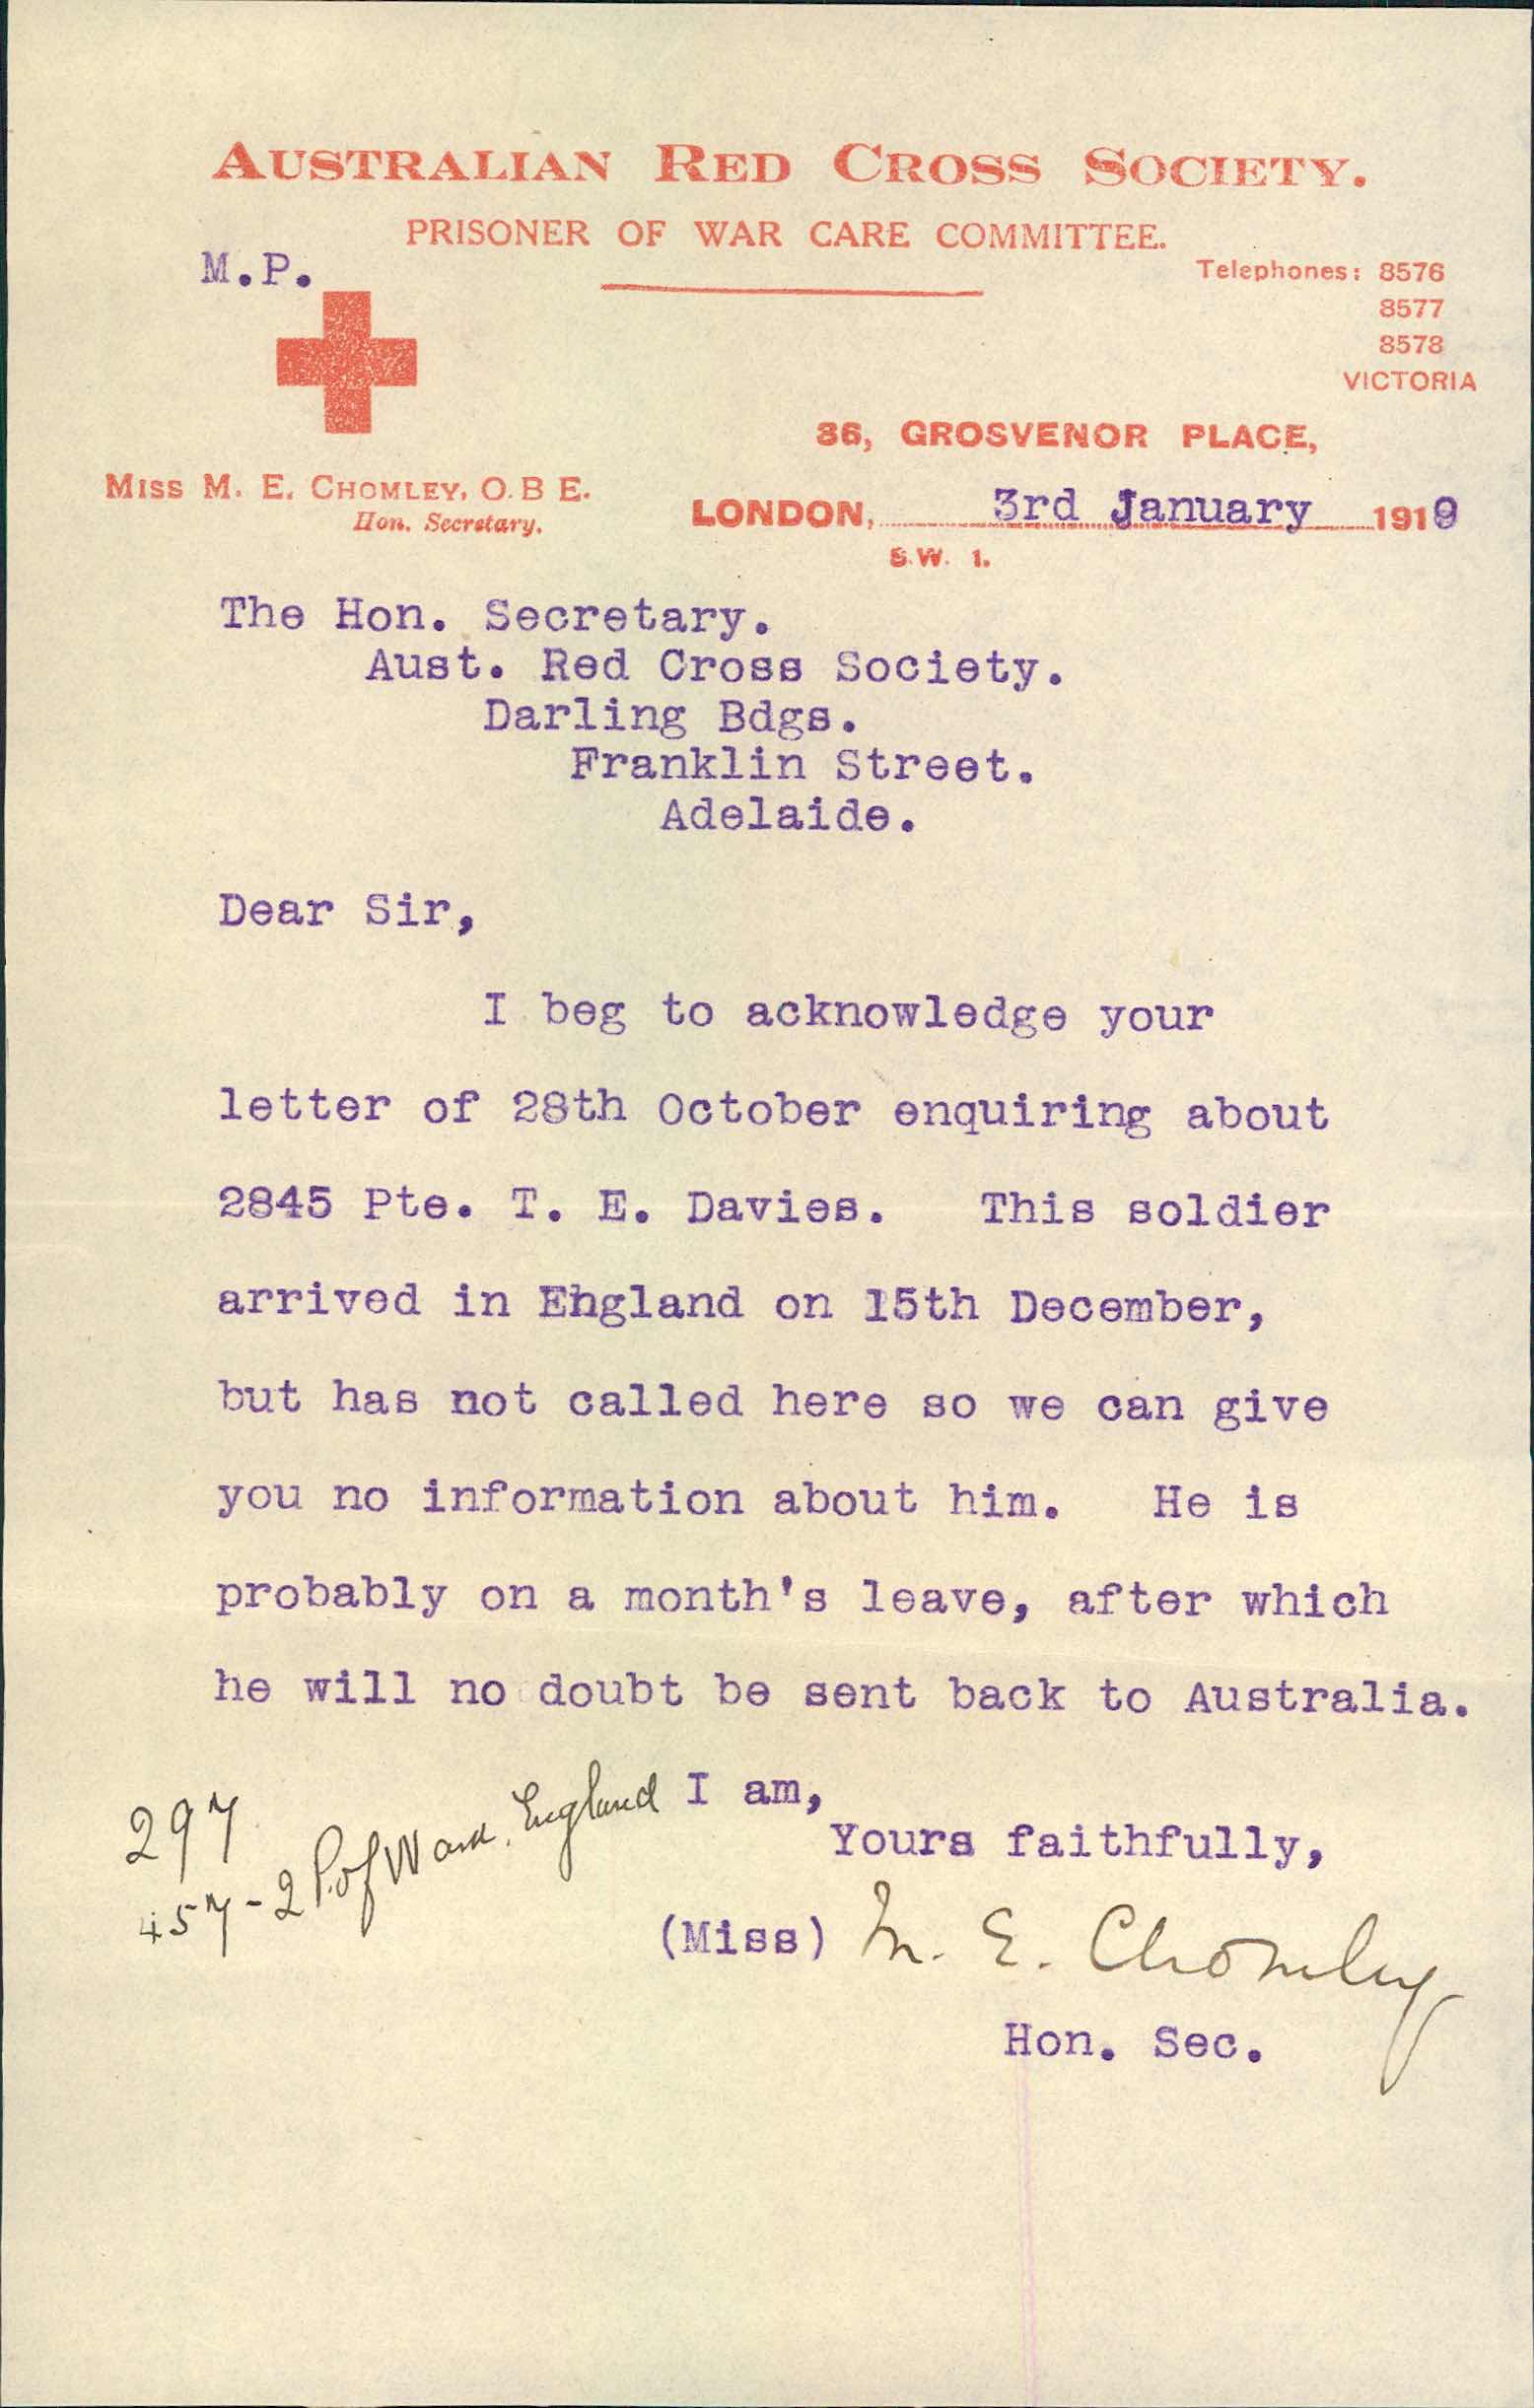 AUSTRALIAN RED CROSS SOCIETY.
PRISONER OF WAR CARE COMMITTEE.
M.P.
Telephones: 8576
8577
8578
VICTORIA
36, GROSVENOR PLACE,
MISS M. E. CHOMLEY, O.B E.
Hon. Secretary.
LONDON, 3rd January 1919
S.W. 1.
The Hon. Secretary.
Aust. Red Cross Society.
Darling Bdgs.
Franklin Street.
Adelaide.
Dear Sir,
I beg to acknowledge your
letter of 28th October enquiring about
2845 Pte. T. E. Davies. This soldier
arrived in England on 15th December,
but has not called here so we can give
you no information about him. He is
probably on a month's leave, after which
he will no doubt be sent back to Australia.
I am,
Yours faithfully,
297
457-2 P. of War. England
(Miss) M. E. Chomley
Hon. Sec.